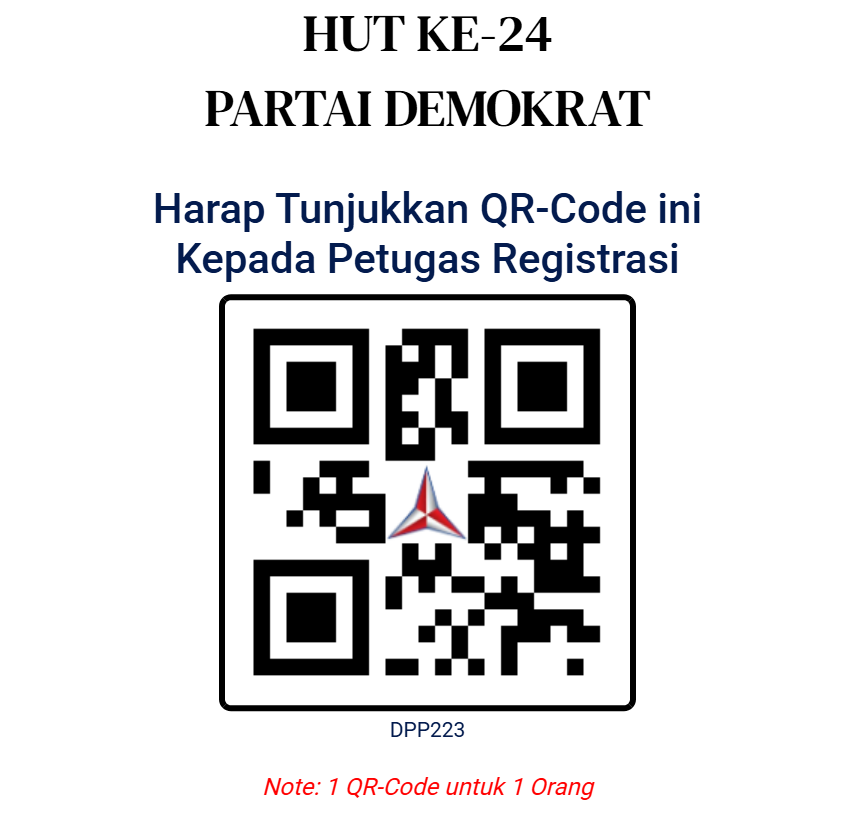 HUT KE-24
PARTAI DEMOKRAT
Harap Tunjukkan QR-Code ini
Kepada Petugas Registrasi
DPP223
Note: 1 QR-Code untuk 1 Orang